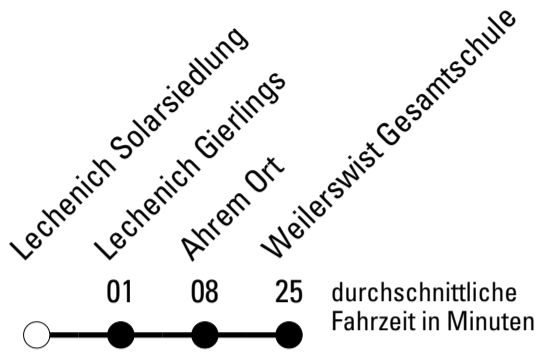 Lechenich Solarsiedlung
Lechenich Gierlings
Ahrem Ort
Weilerswist Gesamtschule
01 08 25
durchschnittliche
Fahrzeit in Minuten